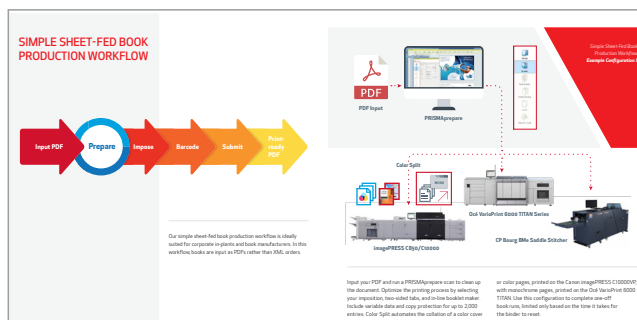 SIMPLE SHEET-FED BOOK
PRODUCTION WORKFLOW
Input PDF
Prepare
Impose
Barcode
Submit
Print-
ready
PDF
Our simple sheet-fed book production workflow is ideally
suited for corporate in-plants and book manufacturers. In this
workflow, books are input as PDFs rather than XML orders
Simple Sheet-Fed Book
Production Workflow
Example Configuration
PDF
PDF Input
PRISMAprepare
Color Split
Océ VarioPrint 6000 TITAN Series
imagePRESS C850/C10000
CP Bourg BMe Saddle Stitcher
Input your PDF and run a PRISMAprepare scan to clean up
the document. Optimize the printing process by selecting
your imposition, two-sided tabs, and in-line booklet maker
Include variable data and copy protection for up to 2,000
entries. Color Split automates the collation of a color cover
or color pages, printed on the Canon imagePRESS C10000VP,
with monochrome pages, printed on the Océ VarioPrint 6000
TITAN. Use this configuration to complete one-off
book runs, limited only based on the time it takes for
the binder to reset